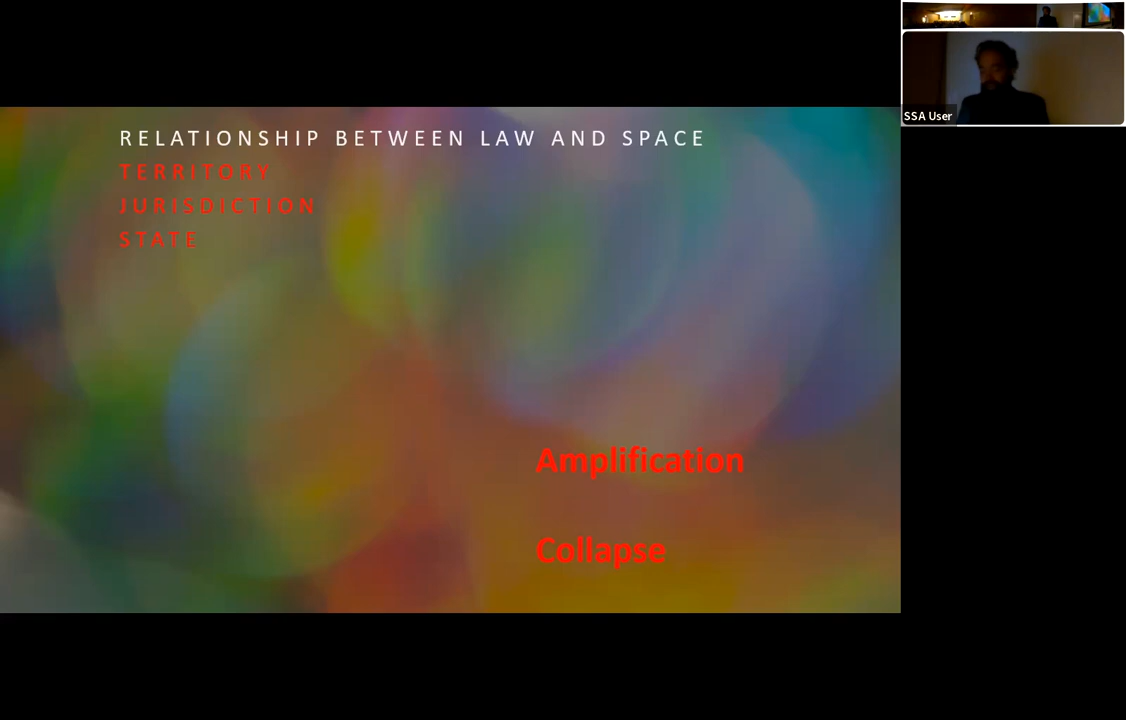 RELATIONSHIP BETWEEN LAW AND SPACE
TERRITORY
JURISDICTION
STATE
Amplification
Collapse
SSA User